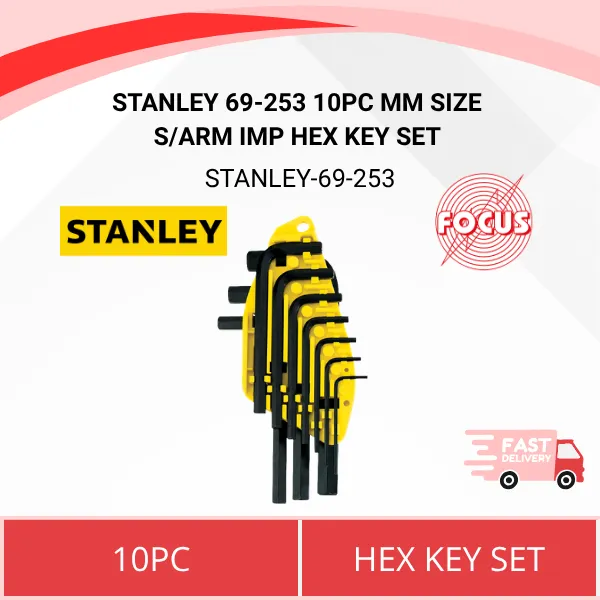 STANLEY 69-253 10PC MM SIZE
S/ARM IMP HEX KEY SET
STANLEY-69-253
STANLEY
FOCUS
FAST
DELIVERY
10PC
HEX KEY SET